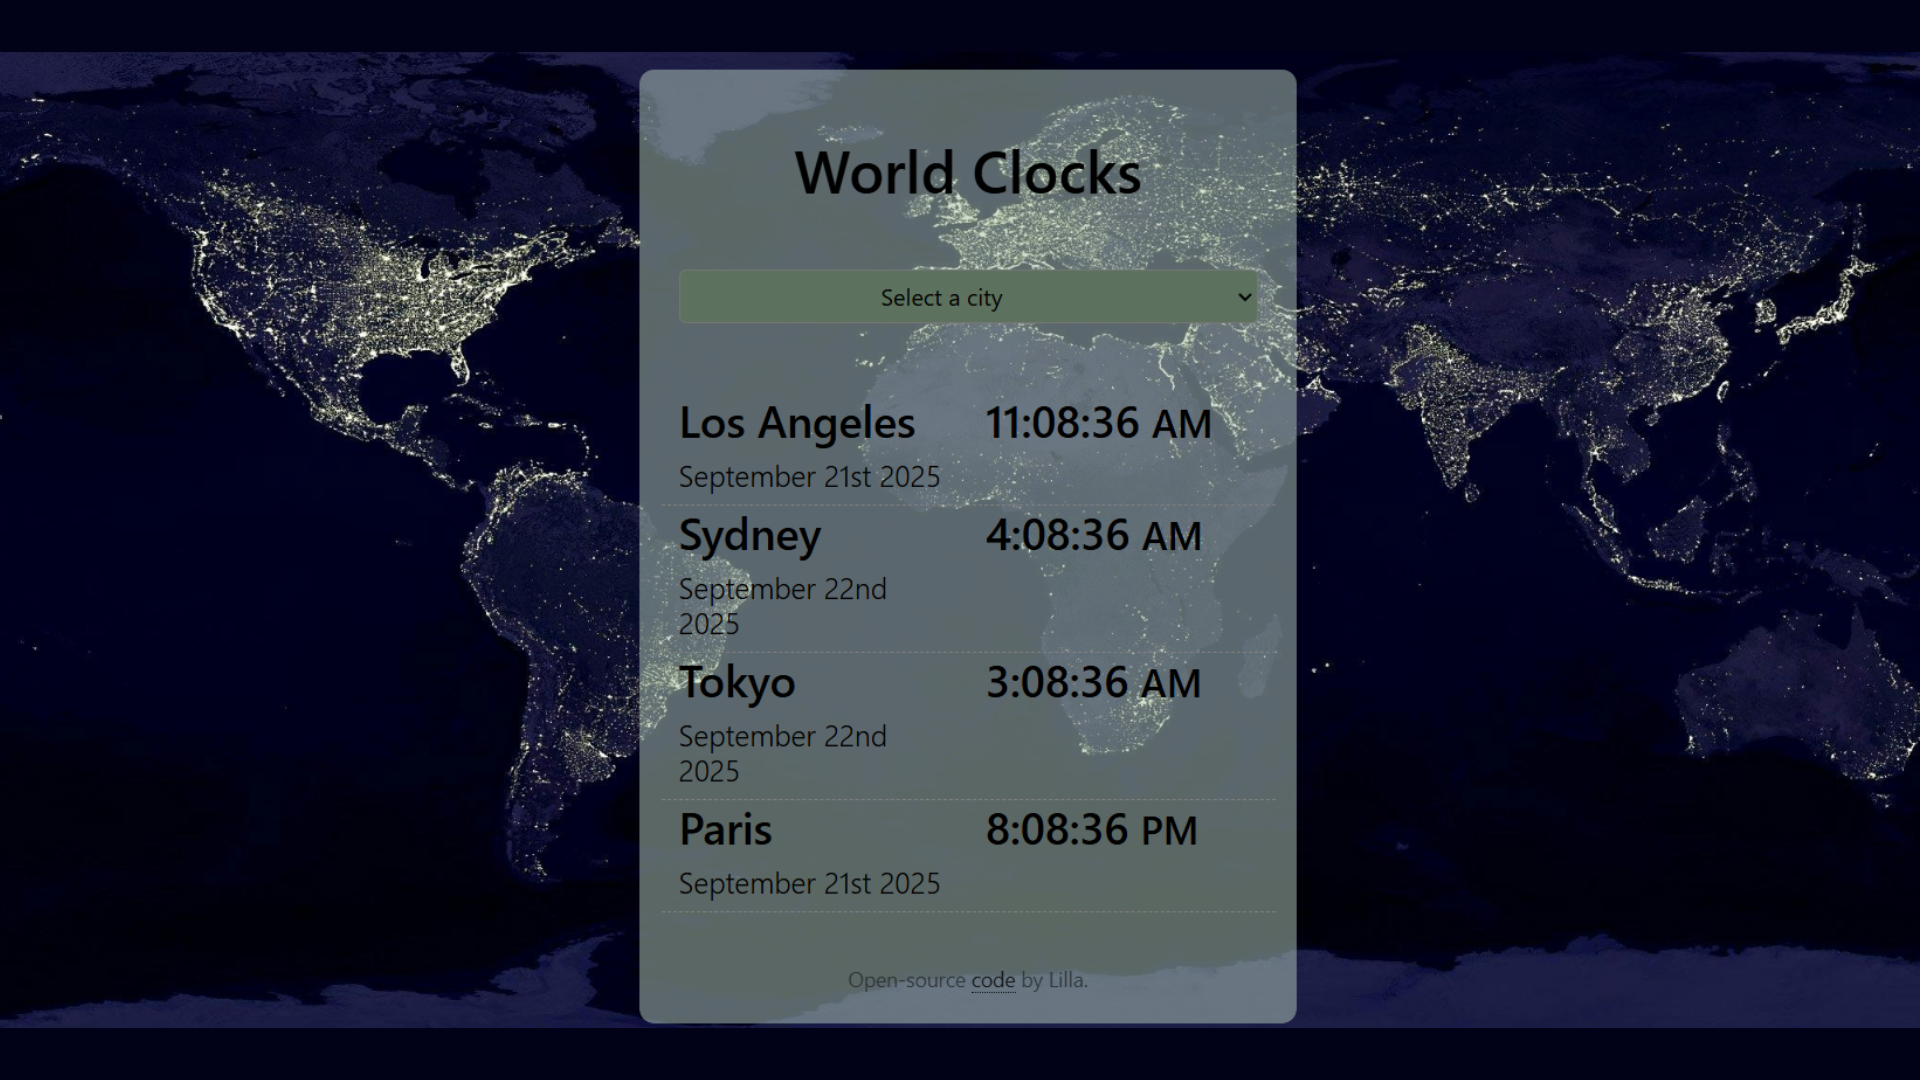 World Clocks
Select a city
Los Angeles 11:08:36 AM
September 21st 2025
Sydney 4:08:36 AM
September 22nd
2025
Tokyo 3:08:36 AM
September 22nd
2025
Paris 8:08:36 PM
September 21st 2025
Open-source code by Lilla.